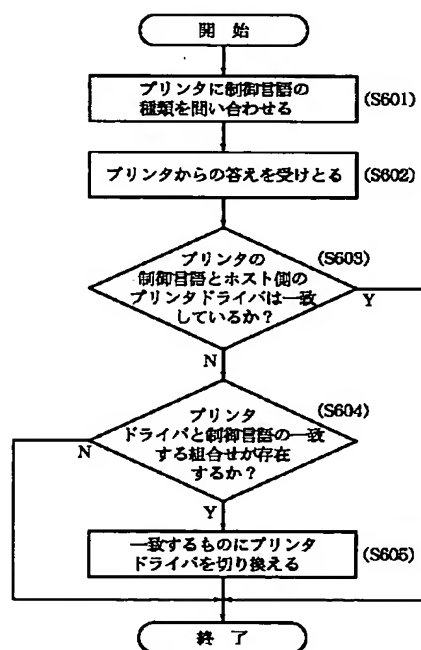 開 始
プリンタに制御言語の
種類を問い合わせる
(S601)
プリンタからの答えを受けとる
(S602)
プリンタの
制御言語とホスト側の
プリンタドライバは一致
しているか？
(S603)
Y
N
プリンタ
ドライバと制御言語の一致
する組合せが存在
するか？
(S604)
N
Y
一致するものにプリンタ
ドライバを切り換える
(S605)
終 了